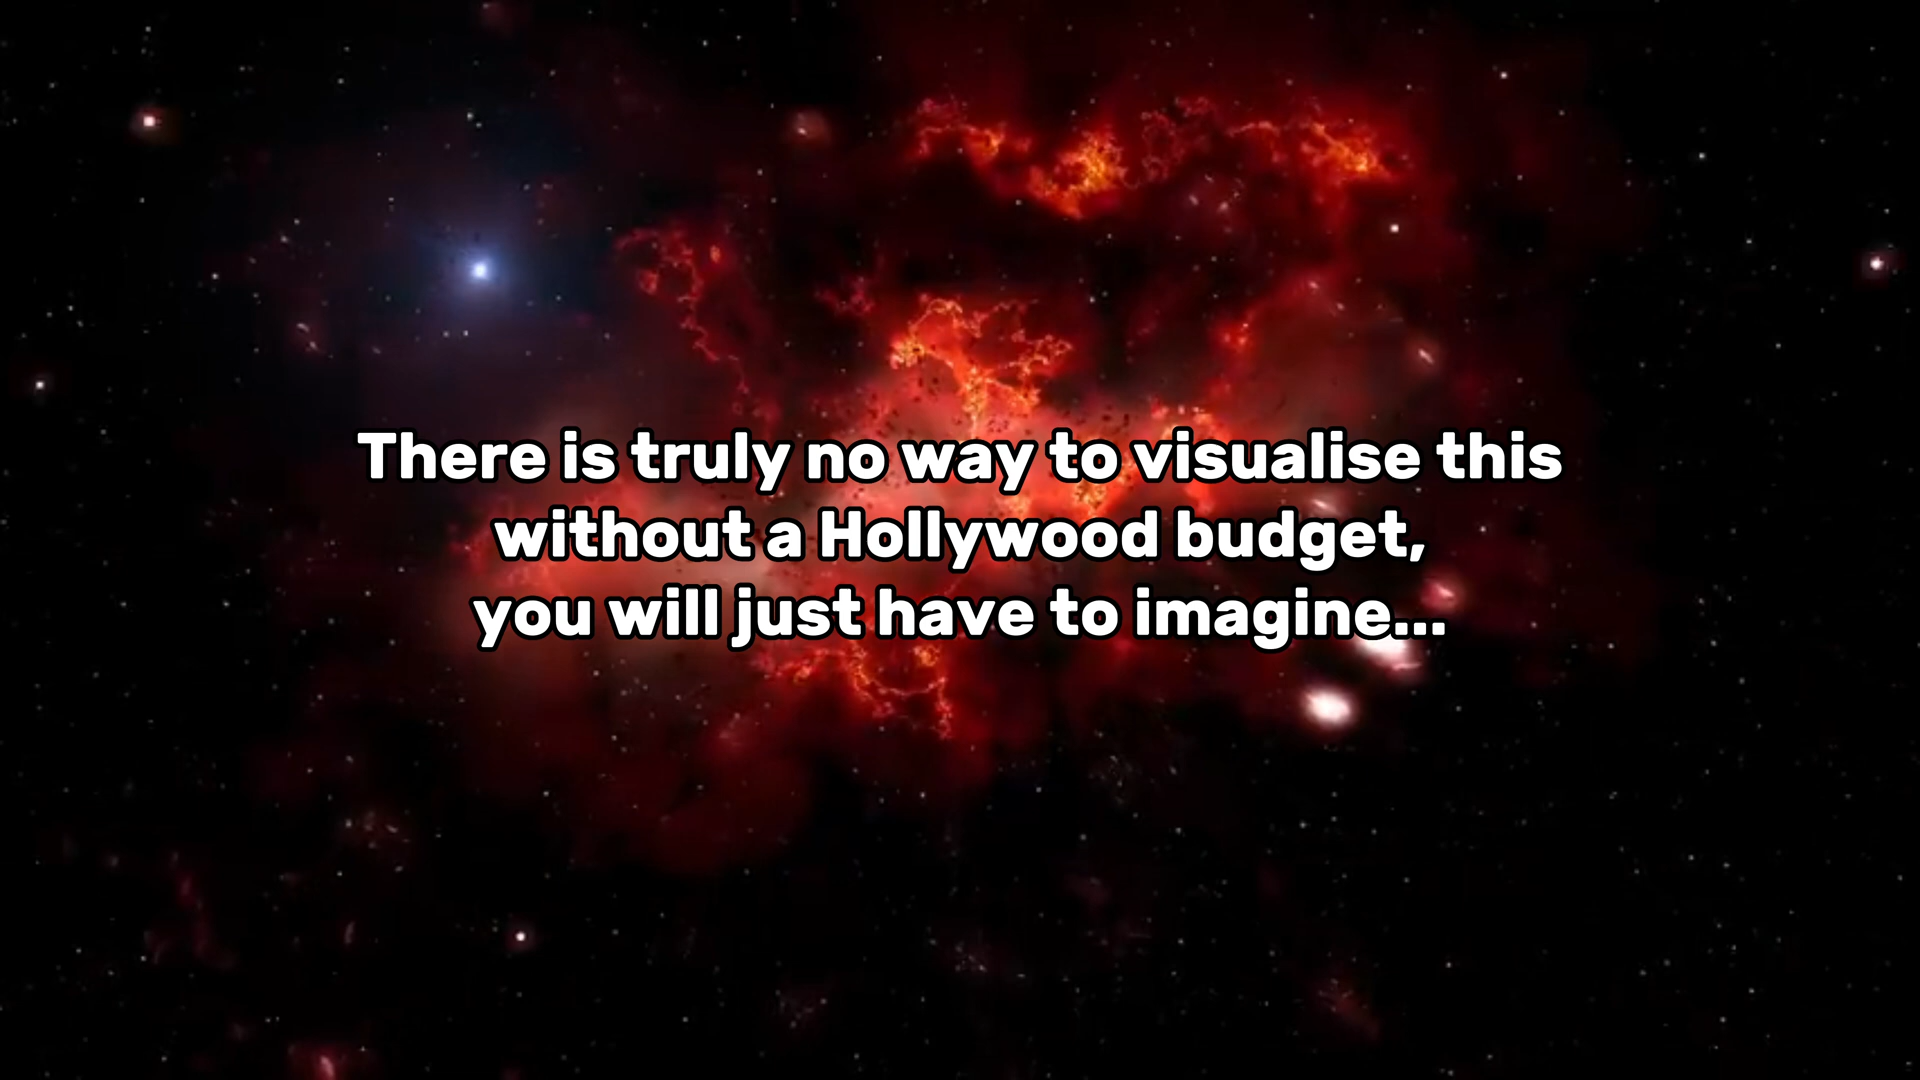 There is truly no way to visualise this
without a Hollywood budget,
you will just have to imagine...